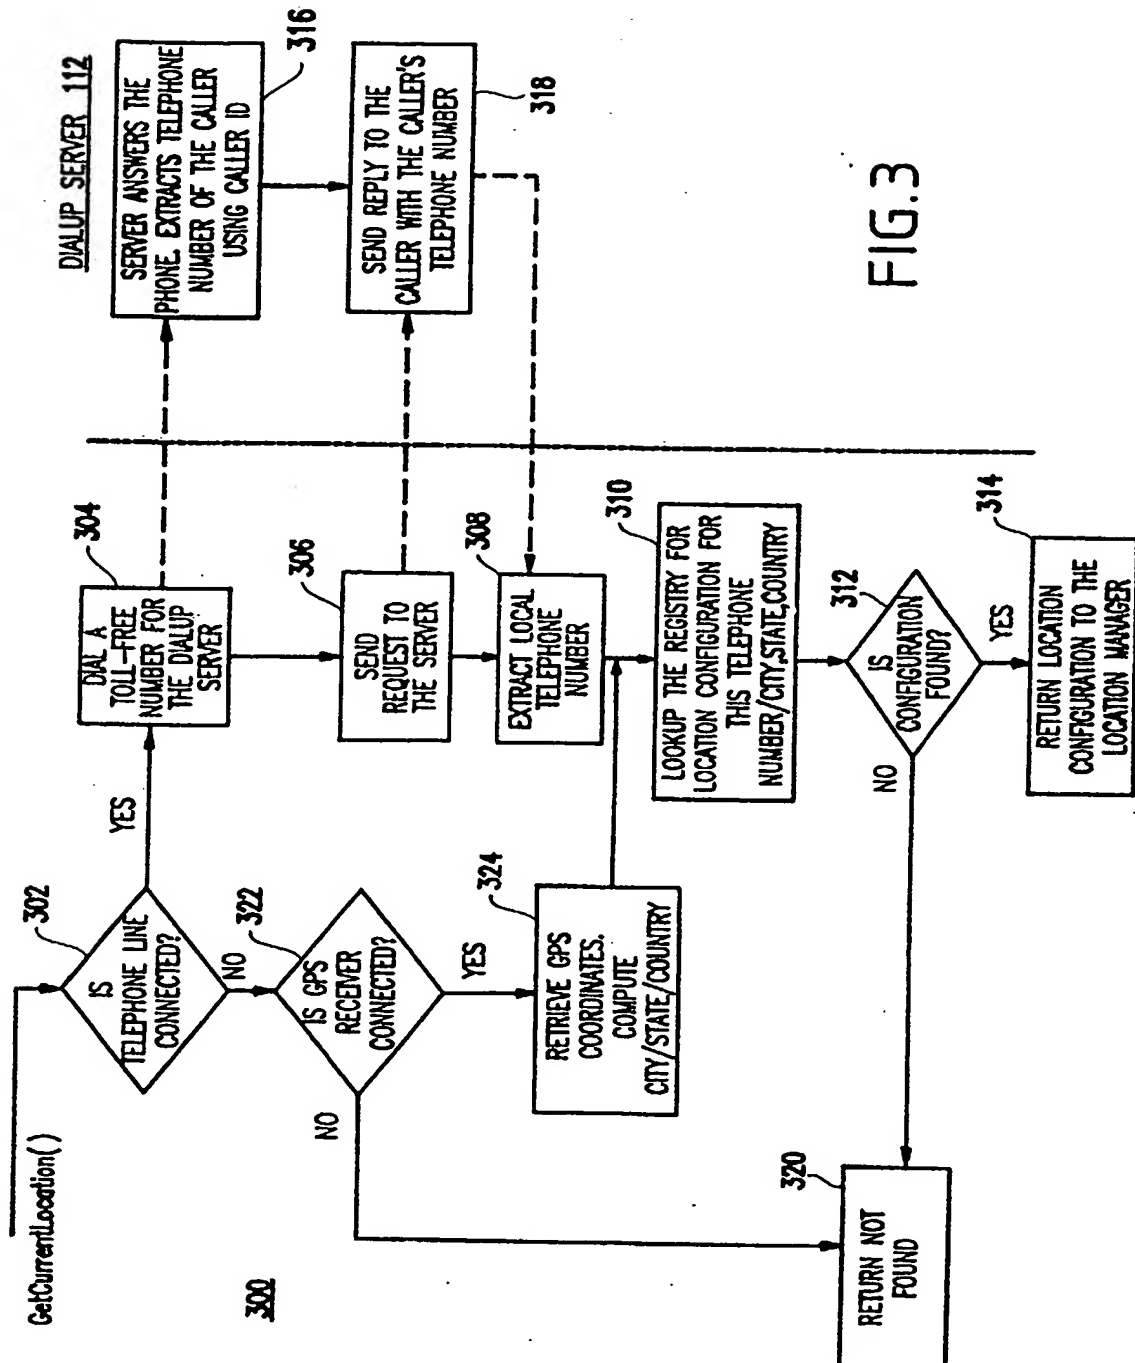 GetCurrentLocation()
300
302
IS
TELEPHONE LINE
CONNECTED?
YES
NO
304
DIAL A
TOLL-FREE
NUMBER FOR
THE DIALUP
SERVER
DIALUP SERVER 112
SERVER ANSWERS THE
PHONE. EXTRACTS TELEPHONE
NUMBER OF THE CALLER
USING CALLER ID
316
322
IS GPS
RECEIVER
CONNECTED?
YES
NO
306
SEND
REQUEST TO
THE SERVER
SEND REPLY TO THE
CALLER WITH THE CALLER'S
TELEPHONE NUMBER
318
324
RETRIEVE GPS
COORDINATES.
COMPUTE
CITY/STATE/COUNTRY
308
EXTRACT LOCAL
TELEPHONE
NUMBER
310
LOOKUP THE REGISTRY FOR
LOCATION CONFIGURATION FOR
THIS TELEPHONE
NUMBER/CITY,STATE,COUNTRY
312
IS
CONFIGURATION
FOUND?
NO
YES
320
RETURN NOT
FOUND
314
RETURN LOCATION
CONFIGURATION TO THE
LOCATION MANAGER
FIG.3